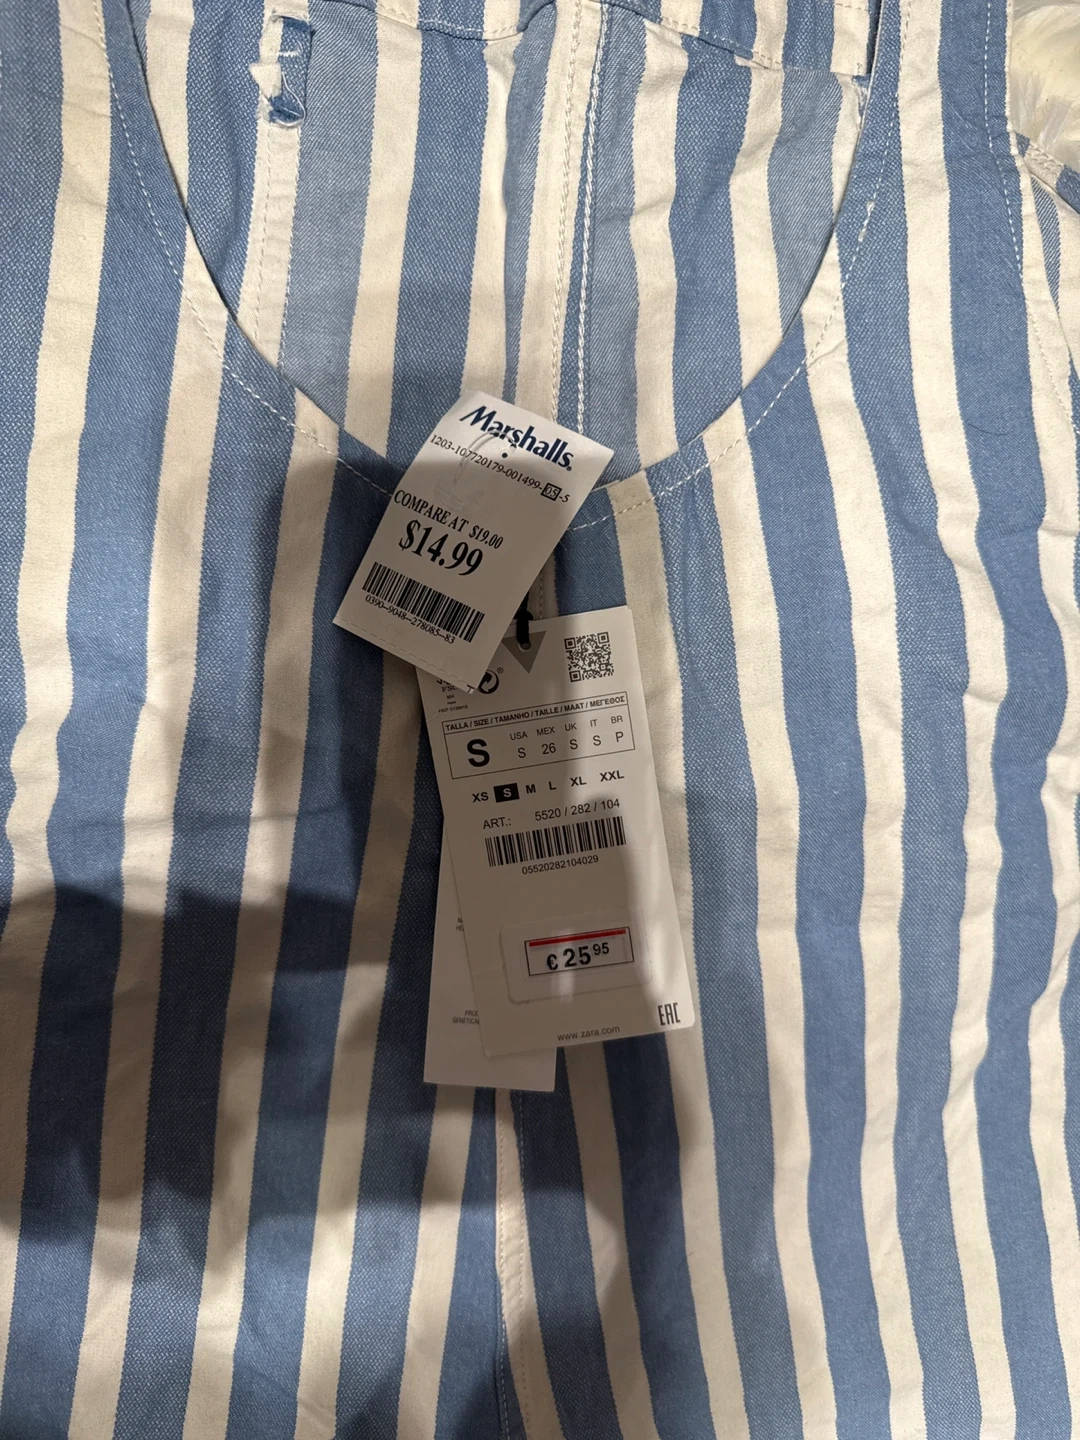 Marshalls.
1203-107720179-001499-05-5
COMPARE AT $19.00
$14.99
0390-9048-278085-83
TALLA / SIZE / TAMANHO / TAILLE / MAAT / ΜΕΓΕΘΟΣ
S
USA MEX UK IT BR
S 26 S S P
XS S M L XL XXL
ART.: 5520 / 282 / 104
05520282104029
€ 25 95
EAC
www.zara.com